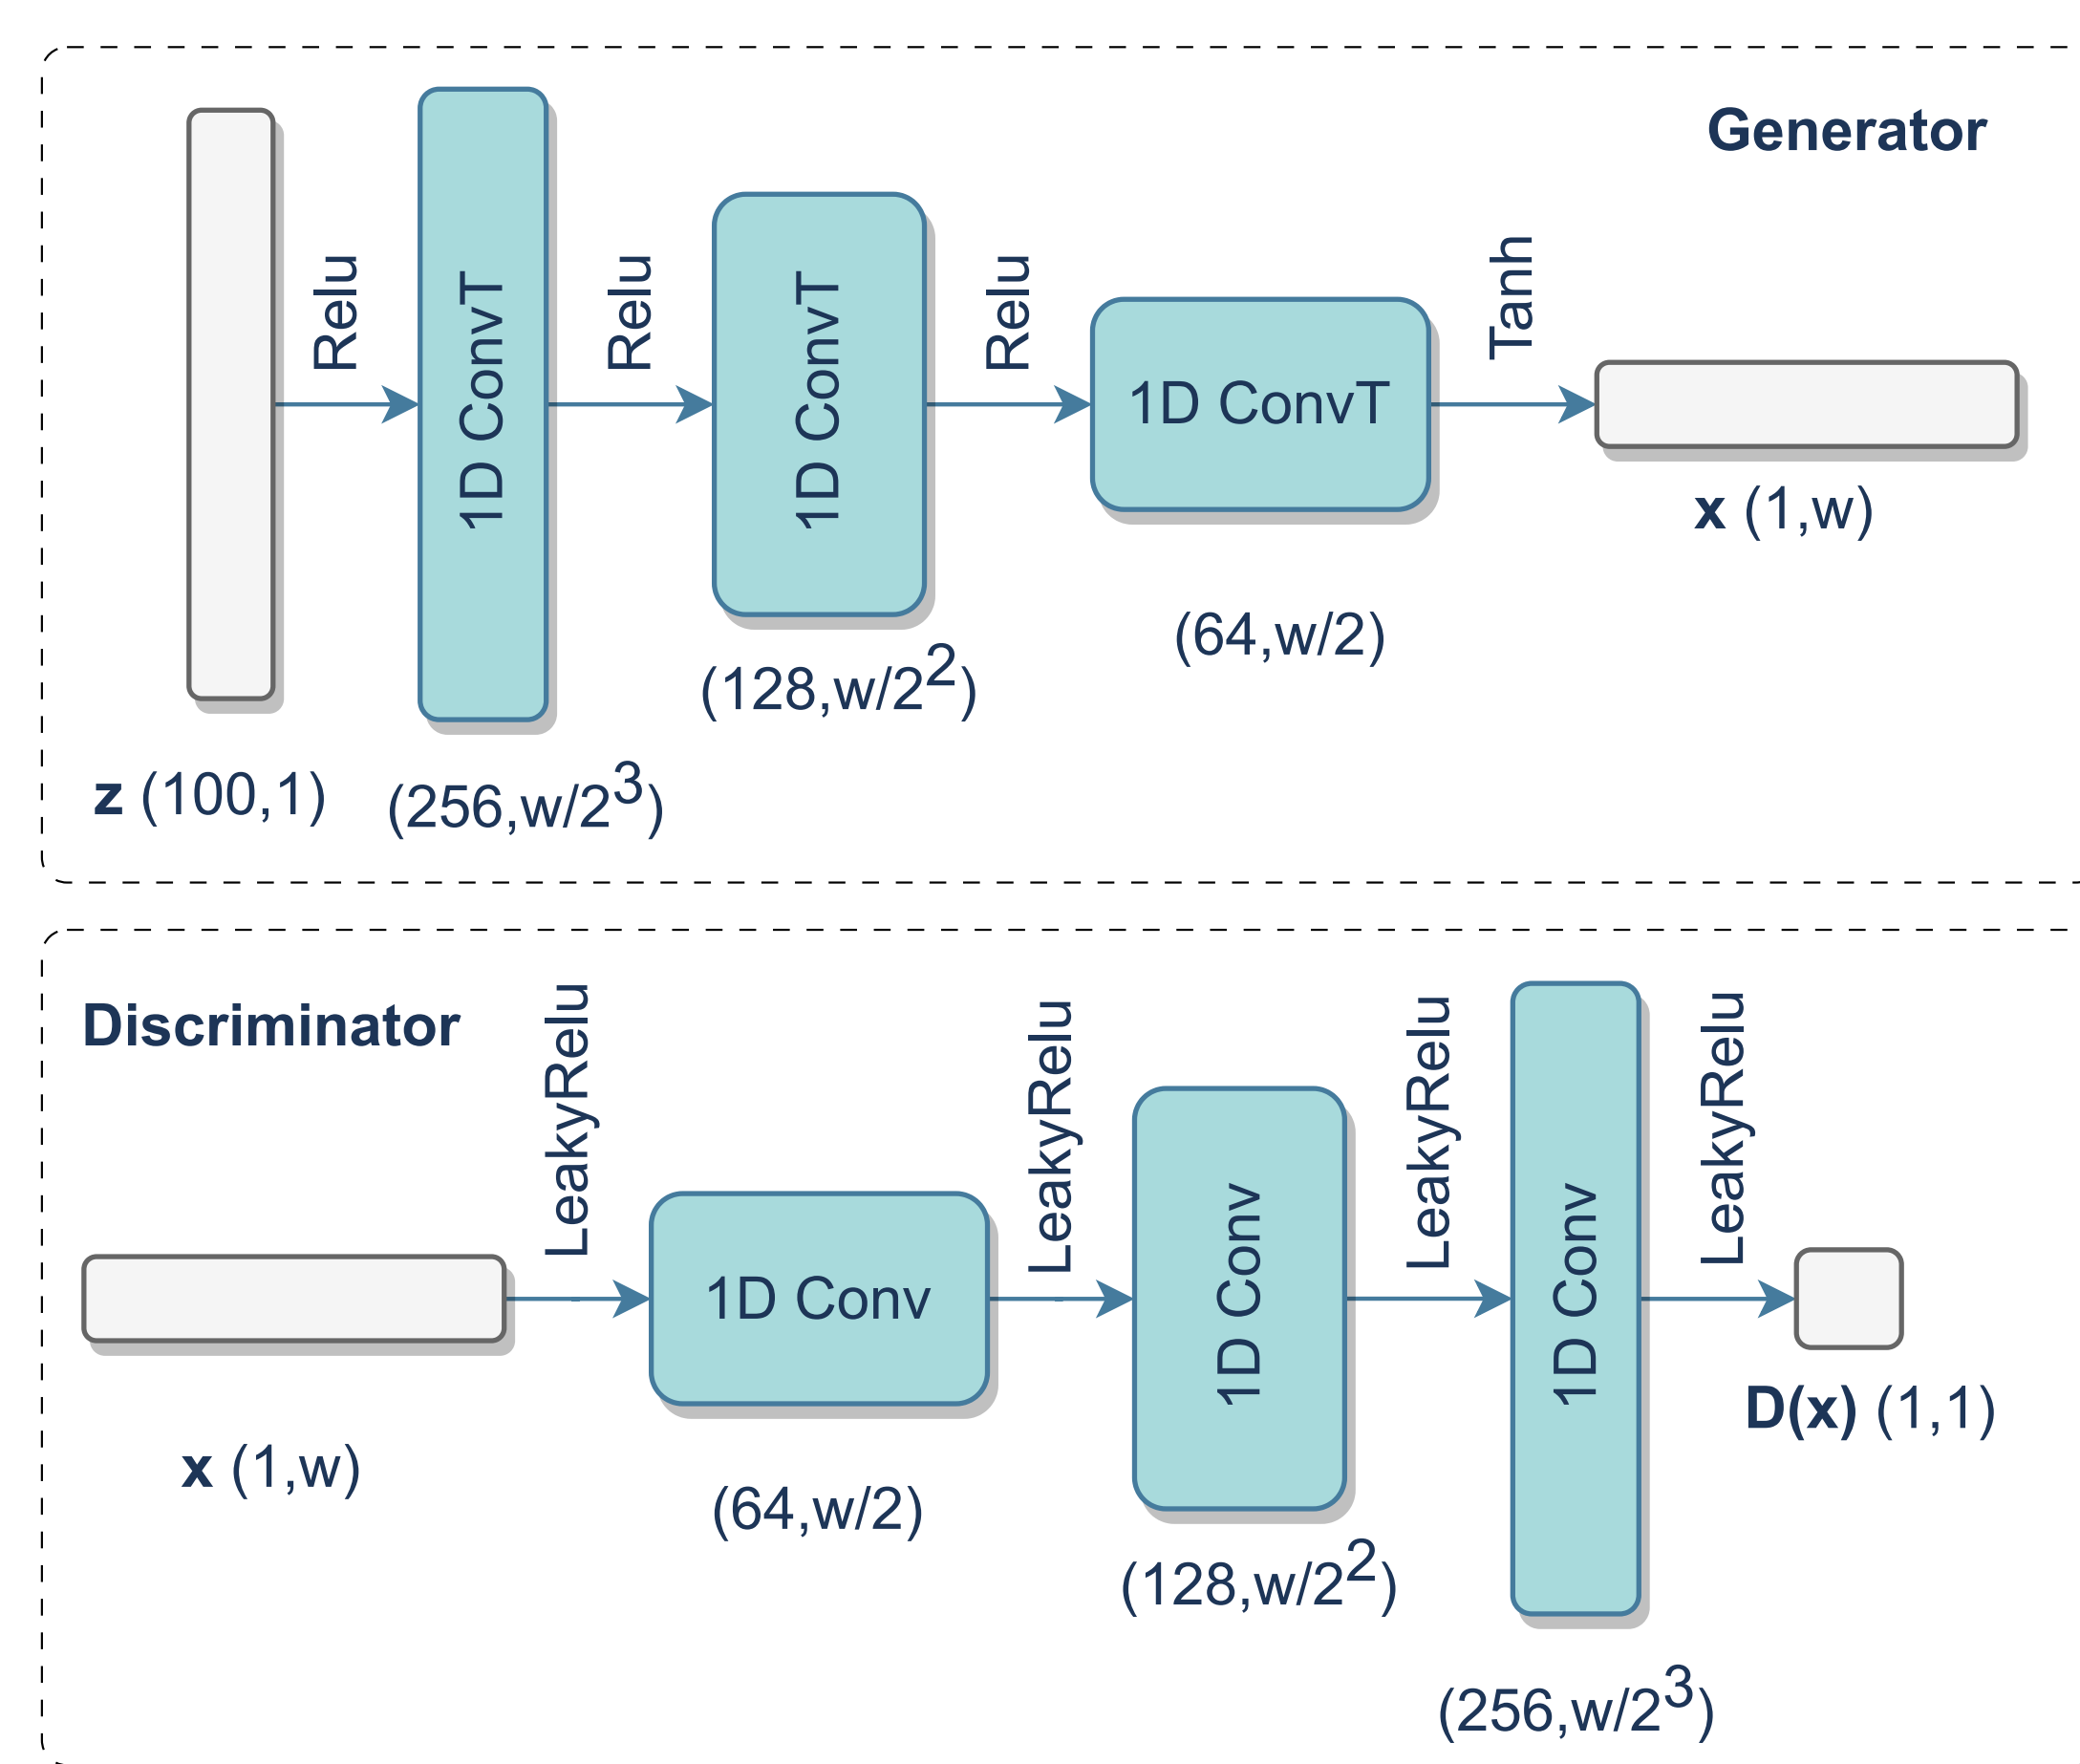 Generator
Relu
Relu
Relu
Tanh
1D ConvT
1D ConvT
1D ConvT
x (1,w)
(64,w/2)
(128,w/2³)
z (100,1)
(256,w/2³)
Discriminator
LeakyRelu
LeakyRelu
LeakyRelu
LeakyRelu
1D Conv
1D Conv
1D Conv
D(x) (1,1)
x (1,w)
(64,w/2)
(128,w/2²)
(256,w/2³)